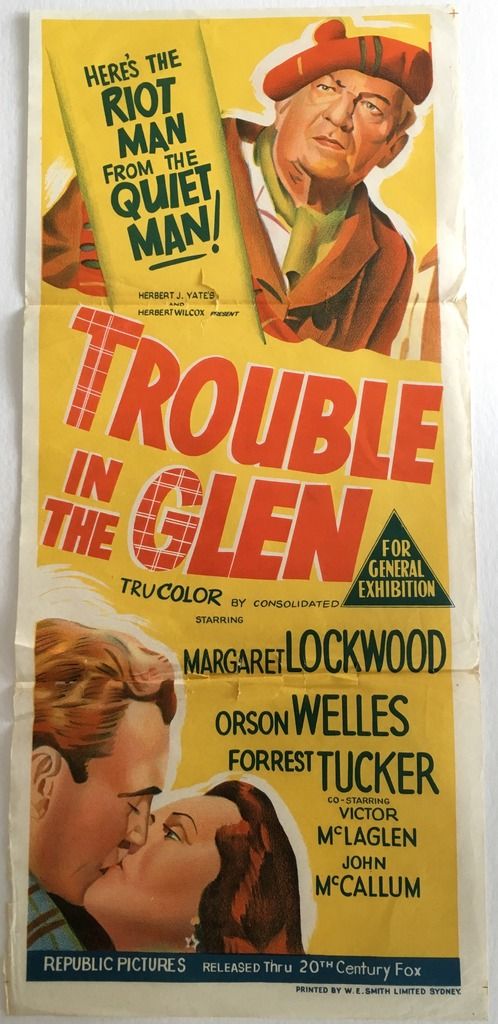 HERE'S THE
RIOT
MAN
FROM THE
QUIET
MAN!
HERBERT J. YATES
AND
HERBERT WILCOX PRESENT
TROUBLE
IN
THE GLEN
FOR
GENERAL
EXHIBITION
TRUCOLOR BY CONSOLIDATED
STARRING
MARGARET LOCKWOOD
ORSON WELLES
FORREST TUCKER
CO-STARRING
VICTOR
McLAGLEN
JOHN
McCALLUM
REPUBLIC PICTURES RELEASED Thru 20TH Century Fox
PRINTED BY W. E. SMITH LIMITED SYDNEY.